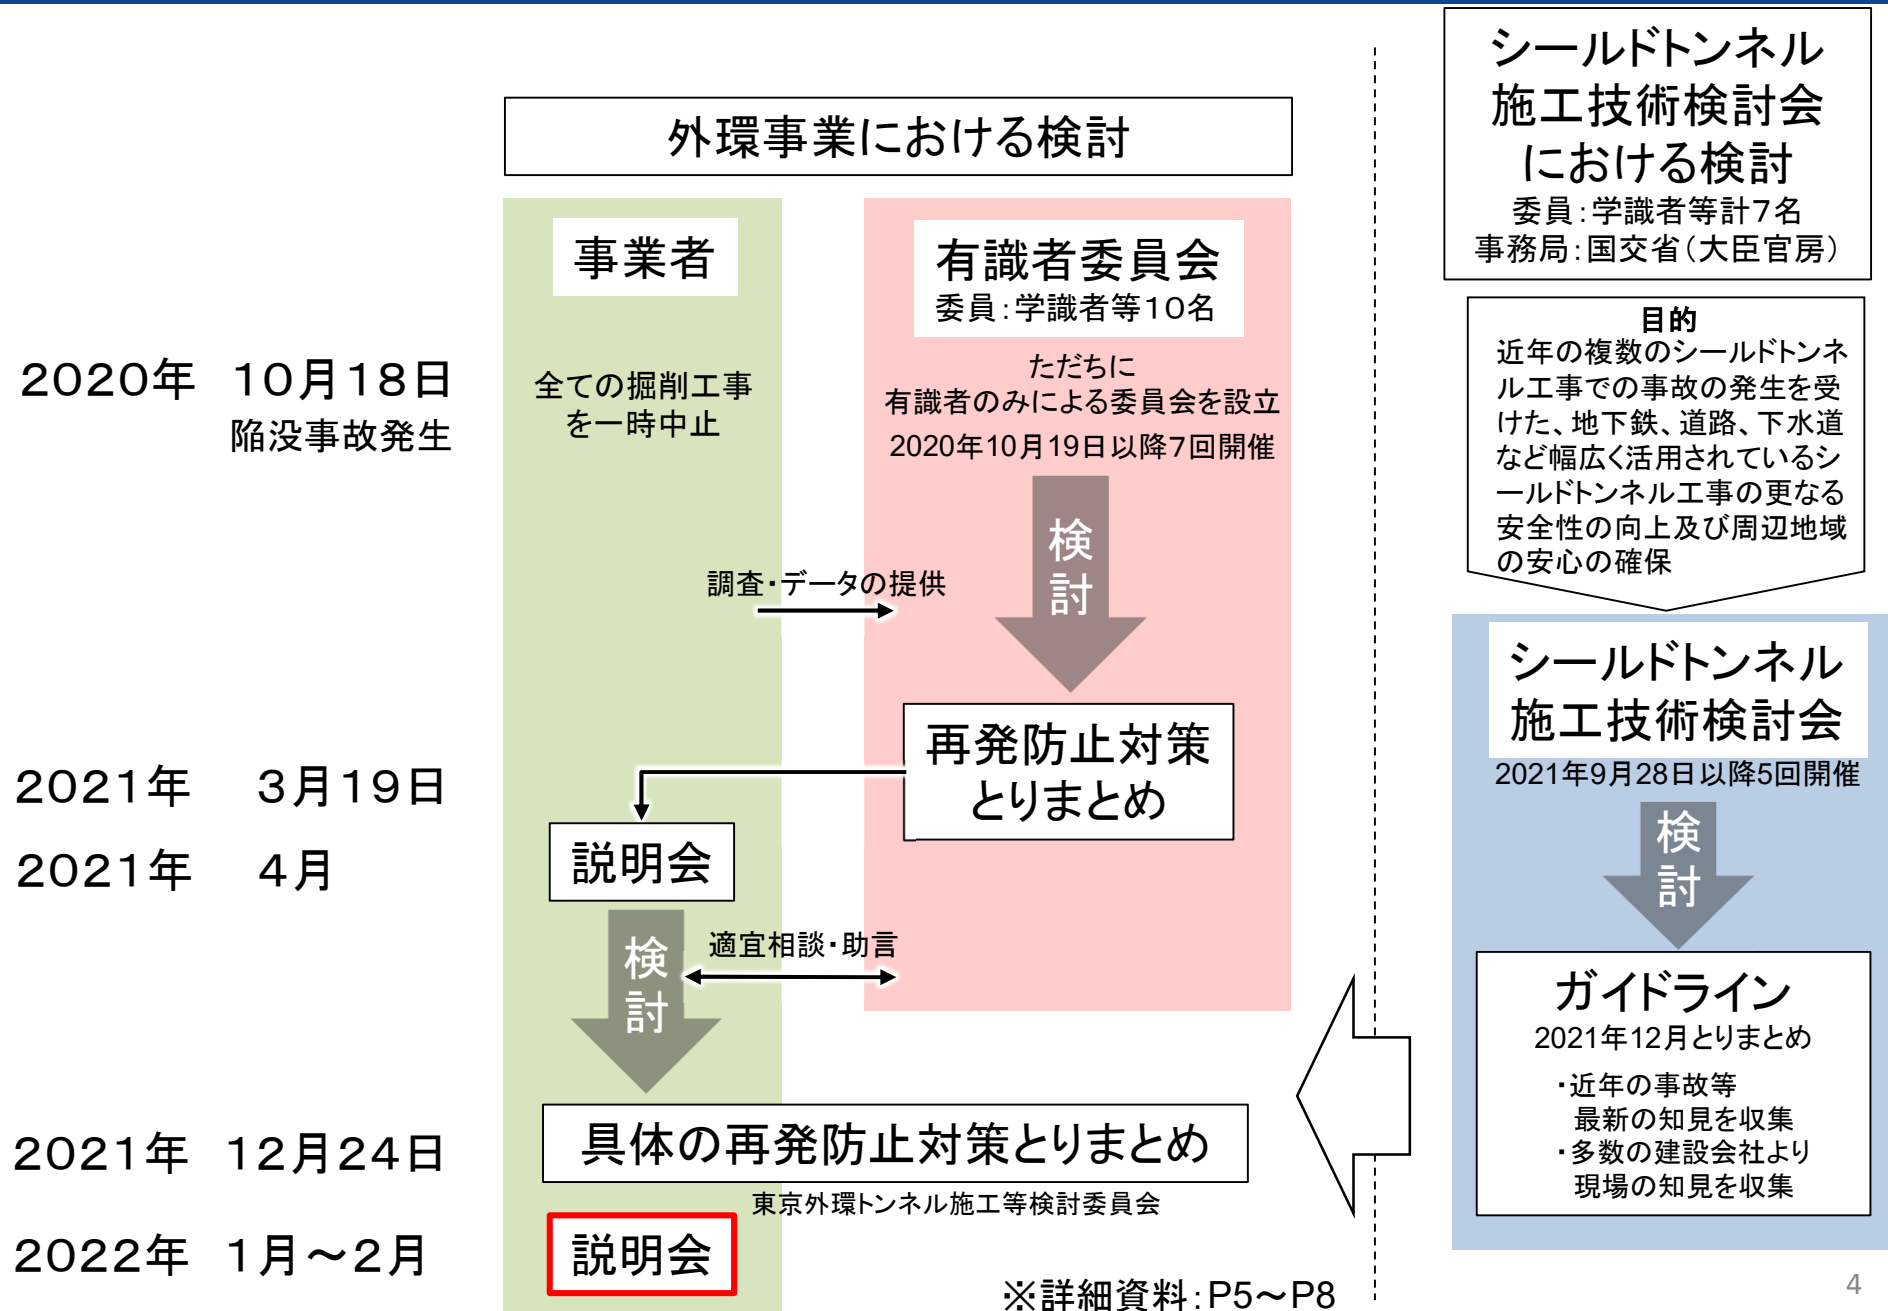 外環事業における検討
事業者
有識者委員会
委員：学識者等１０名
2020年　10月18日
陥没事故発生
全ての掘削工事
を一時中止
ただちに
有識者のみによる委員会を設立
2020年10月19日以降7回開催
検
討
調査・データの提供
再発防止対策
とりまとめ
2021年　3月19日
2021年　4月
説明会
検
討
適宜相談・助言
2021年　12月24日
具体の再発防止対策とりまとめ
東京外環トンネル施工等検討委員会
2022年　1月～2月
説明会
※詳細資料：P5～P8
シールドトンネル
施工技術検討会
における検討
委員：学識者等計７名
事務局：国交省（大臣官房）
目的
近年の複数のシールドトンネ
ル工事での事故の発生を受
けた、地下鉄、道路、下水道
など幅広く活用されているシ
ールドトンネル工事の更なる
安全性の向上及び周辺地域
の安心の確保
シールドトンネル
施工技術検討会
2021年9月28日以降5回開催
検
討
ガイドライン
2021年12月とりまとめ
・近年の事故等
最新の知見を収集
・多数の建設会社より
現場の知見を収集
4